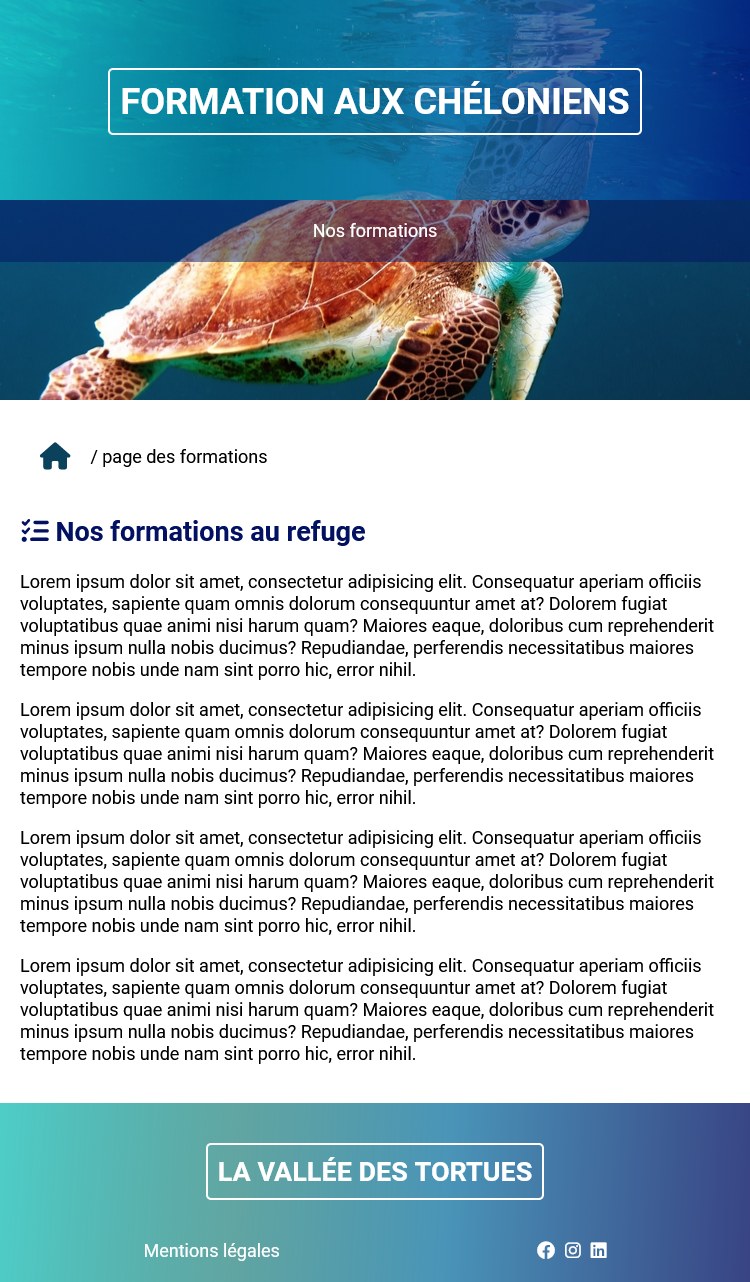 FORMATION AUX CHÉLONIENS
Nos formations
/ page des formations
Nos formations au refuge
Lorem ipsum dolor sit amet, consectetur adipisicing elit. Consequatur aperiam officiis
voluptates, sapiente quam omnis dolorum consequuntur amet at? Dolorem fugiat
voluptatibus quae animi nisi harum quam? Maiores eaque, doloribus cum reprehenderit
minus ipsum nulla nobis ducimus? Repudiandae, perferendis necessitatibus maiores
tempore nobis unde nam sint porro hic, error nihil.
Lorem ipsum dolor sit amet, consectetur adipisicing elit. Consequatur aperiam officiis
voluptates, sapiente quam omnis dolorum consequuntur amet at? Dolorem fugiat
voluptatibus quae animi nisi harum quam? Maiores eaque, doloribus cum reprehenderit
minus ipsum nulla nobis ducimus? Repudiandae, perferendis necessitatibus maiores
tempore nobis unde nam sint porro hic, error nihil.
Lorem ipsum dolor sit amet, consectetur adipisicing elit. Consequatur aperiam officiis
voluptates, sapiente quam omnis dolorum consequuntur amet at? Dolorem fugiat
voluptatibus quae animi nisi harum quam? Maiores eaque, doloribus cum reprehenderit
minus ipsum nulla nobis ducimus? Repudiandae, perferendis necessitatibus maiores
tempore nobis unde nam sint porro hic, error nihil.
Lorem ipsum dolor sit amet, consectetur adipisicing elit. Consequatur aperiam officiis
voluptates, sapiente quam omnis dolorum consequuntur amet at? Dolorem fugiat
voluptatibus quae animi nisi harum quam? Maiores eaque, doloribus cum reprehenderit
minus ipsum nulla nobis ducimus? Repudiandae, perferendis necessitatibus maiores
tempore nobis unde nam sint porro hic, error nihil.
LA VALLÉE DES TORTUES
Mentions légales